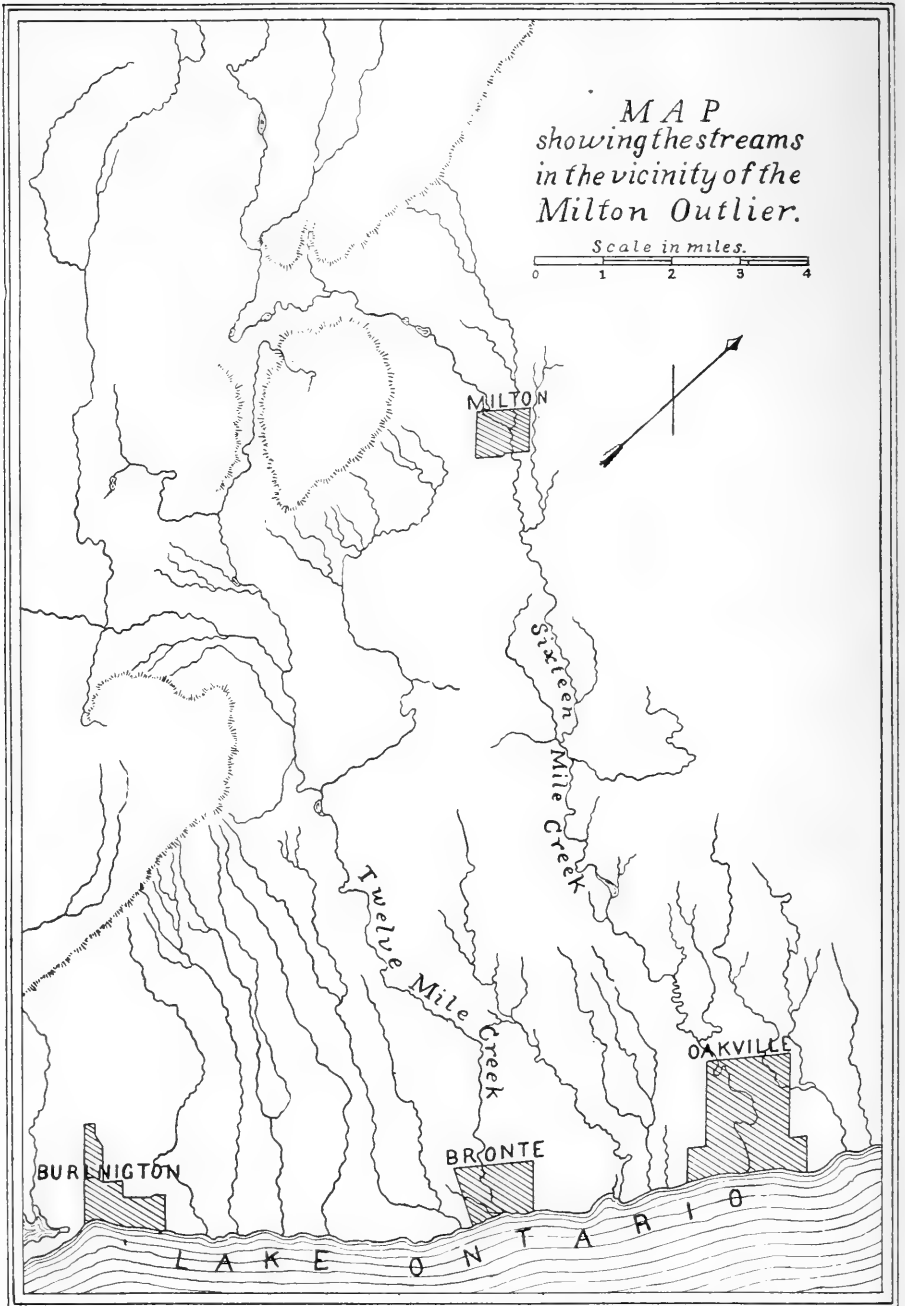 MAP
showing the streams
in the vicinity of the
Milton Outlier.
Scale in miles.
0 1 2 3 4
MILTON
Sixteen Mile Creek
Twelve Mile Creek
OAKVILLE
BRONTE
BURLNIGTON
LAKE ONTARIO